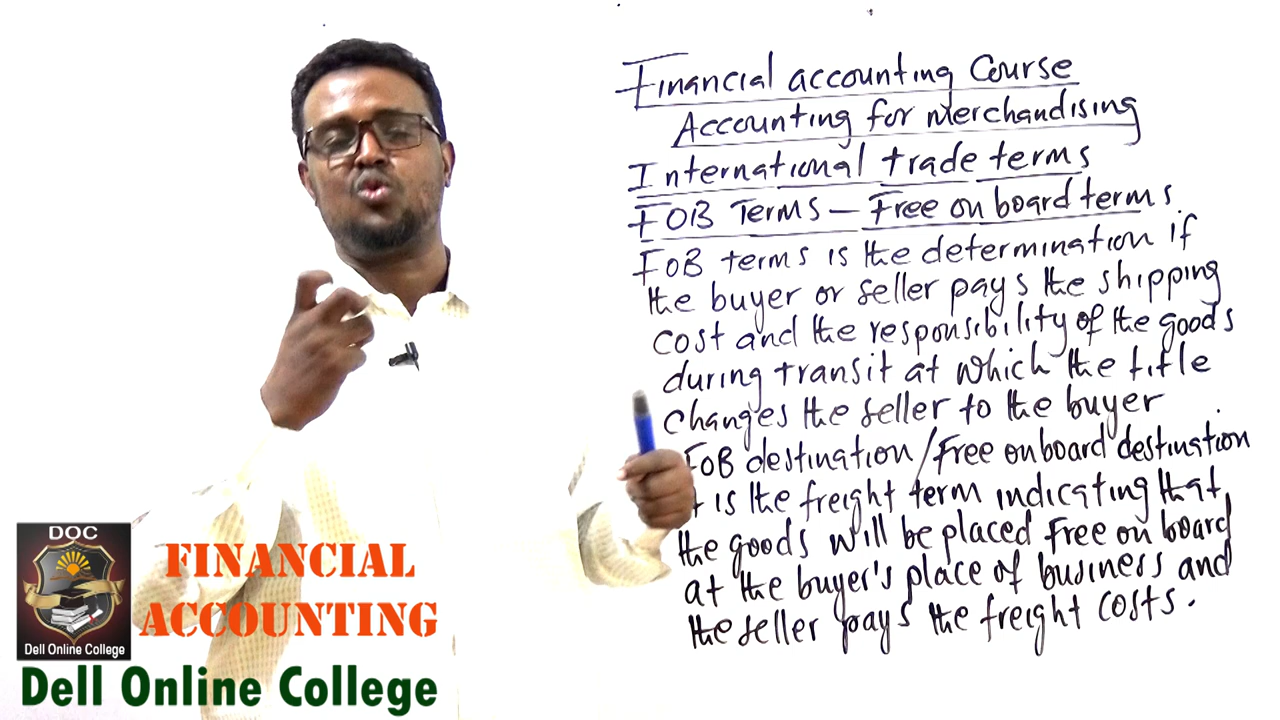 Financial accounting Course
Accounting for merchandising
International trade terms
FOB Terms – Free on board terms.
FOB terms is the determination if
the buyer or seller pays the shipping
cost and the responsibility of the goods
during transit at which the title
changes the seller to the buyer
FOB destination/Free on board destination
is the freight term indicating that
the goods will be placed Free on board
at the buyer's place of business and
the seller pays the freight costs.
DOC
Dell Online College
FINANCIAL
ACCOUNTING
Dell Online College